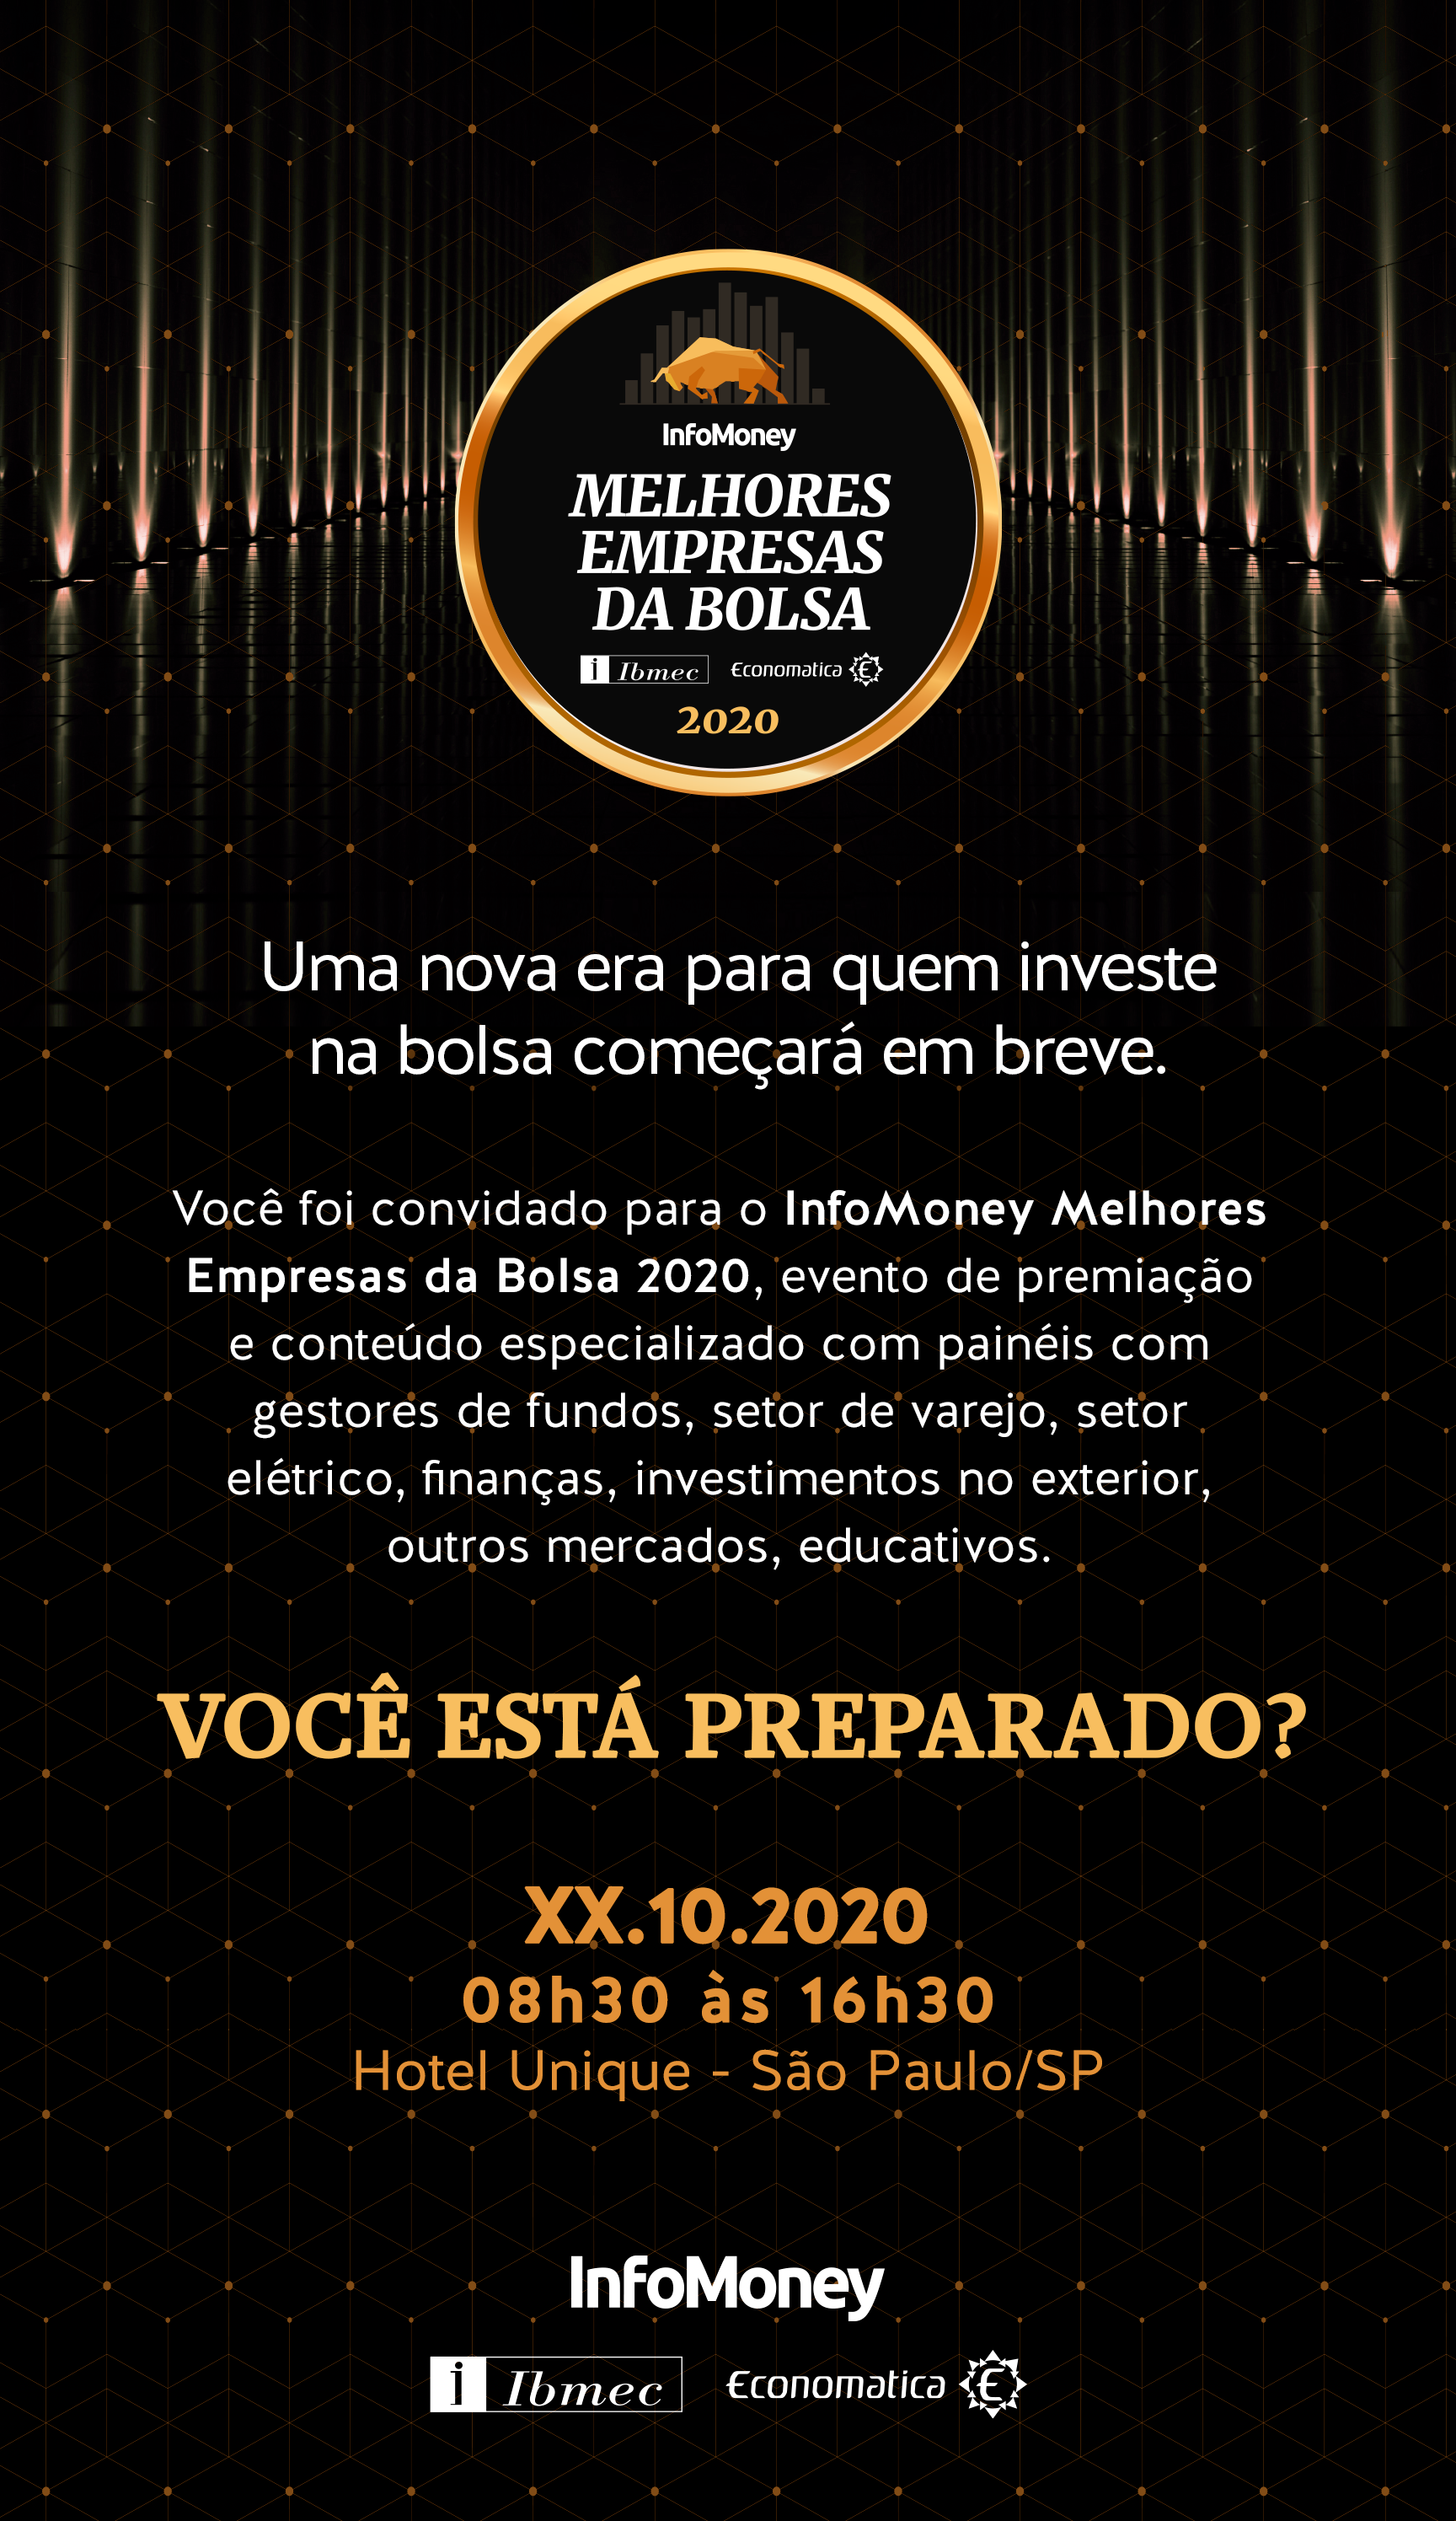 InfoMoney
MELHORES
EMPRESAS
DA BOLSA
i Ibmec Economatica E
2020
Uma nova era para quem investe
na bolsa começará em breve.
Você foi convidado para o InfoMoney Melhores
Empresas da Bolsa 2020, evento de premiação
e conteúdo especializado com painéis com
gestores de fundos, setor de varejo, setor
elétrico, finanças, investimentos no exterior,
outros mercados, educativos.
VOCÊ ESTÁ PREPARADO?
XX.10.2020
08h30 às 16h30
Hotel Unique - São Paulo/SP
InfoMoney
i Ibmec Economatica E